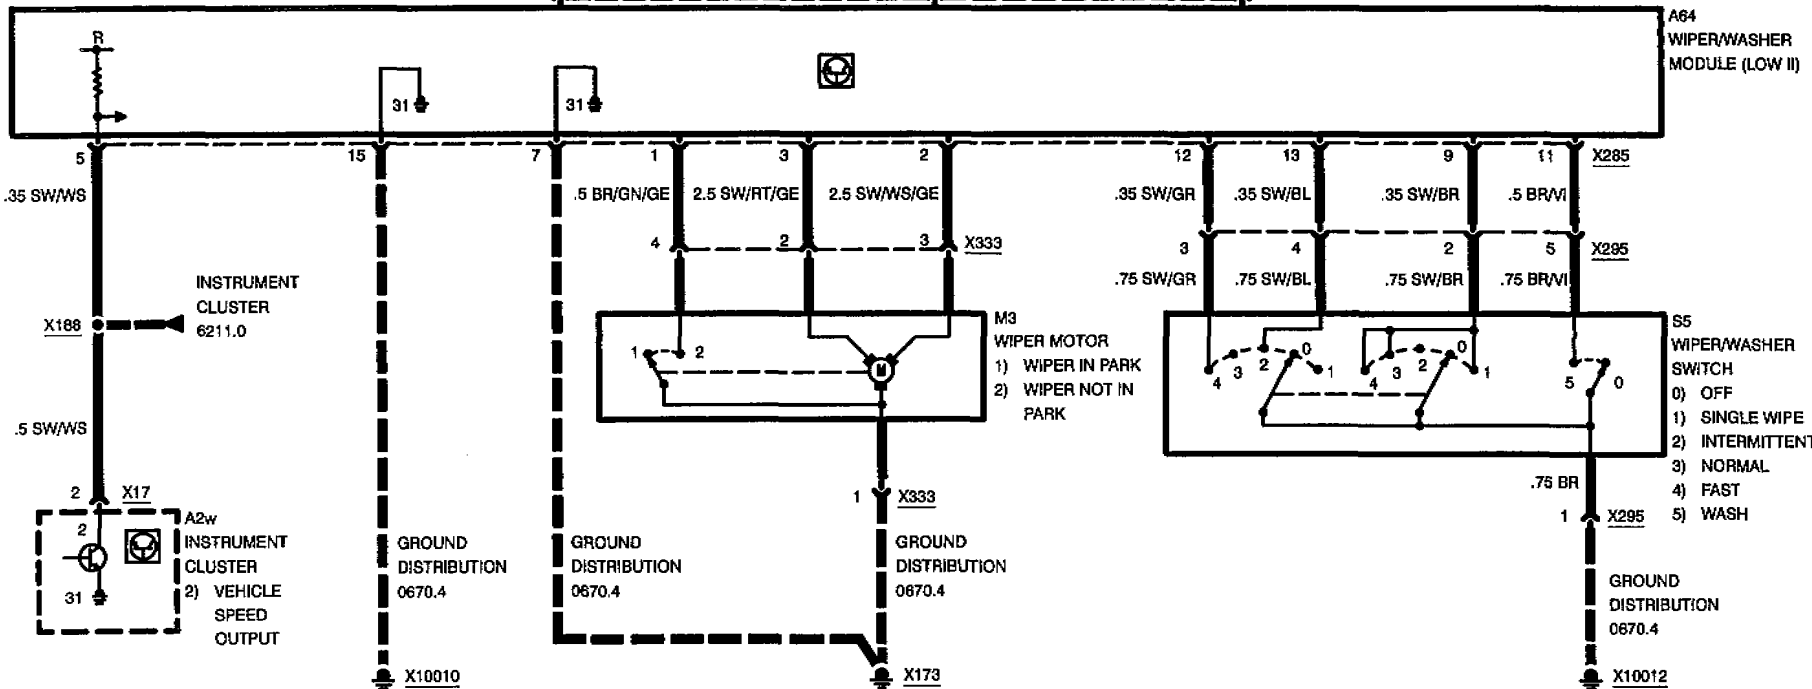 A64
WIPER/WASHER
MODULE (LOW II)
R
31
31
5
15
7
1
3
2
12
13
9
11
X285
.35 SW/WS
.5 BR/GN/GE
2.5 SW/RT/GE
2.5 SW/WS/GE
.35 SW/GR
.35 SW/BL
.35 SW/BR
.5 BR/VI
4
2
3
X333
3
4
2
5
X295
.75 SW/GR
.75 SW/BL
.75 SW/BR
.75 BR/VI
INSTRUMENT
CLUSTER
6211.0
X188
M3
WIPER MOTOR
1) WIPER IN PARK
2) WIPER NOT IN
PARK
1
2
M
4
3
2
0
1
4
3
2
0
1
5
0
S5
WIPER/WASHER
SWITCH
0) OFF
1) SINGLE WIPE
2) INTERMITTENT
3) NORMAL
4) FAST
5) WASH
.5 SW/WS
2
X17
1
X333
.75 BR
1
X295
A2w
INSTRUMENT
CLUSTER
2) VEHICLE
SPEED
OUTPUT
2
31
GROUND
DISTRIBUTION
0670.4
GROUND
DISTRIBUTION
0670.4
GROUND
DISTRIBUTION
0670.4
GROUND
DISTRIBUTION
0670.4
X10010
X173
X10012